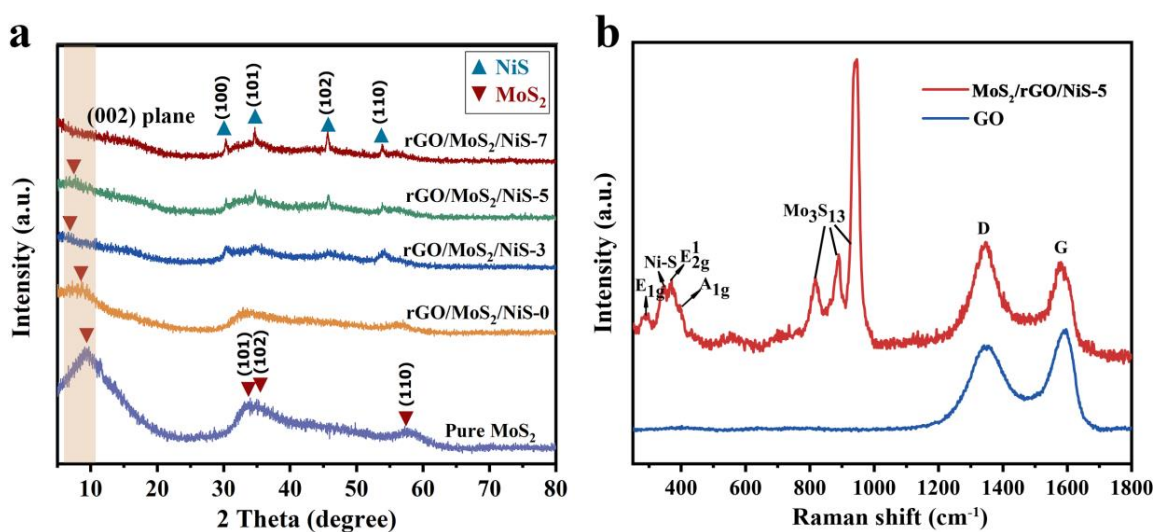 a
Intensity (a.u.)
(002) plane
(100)
(101)
(102)
(110)
▲ NiS
▼ MoS₂
rGO/MoS₂/NiS-7
rGO/MoS₂/NiS-5
rGO/MoS₂/NiS-3
rGO/MoS₂/NiS-0
(101)
(102)
(110)
Pure MoS₂
10 20 30 40 50 60 70 80
2 Theta (degree)
b
Intensity (a.u.)
MoS₂/rGO/NiS-5
GO
E₁g
Ni-S
E¹₂g
A₁g
Mo₃S₁₃
D
G
400 600 800 1000 1200 1400 1600 1800
Raman shift (cm⁻¹)